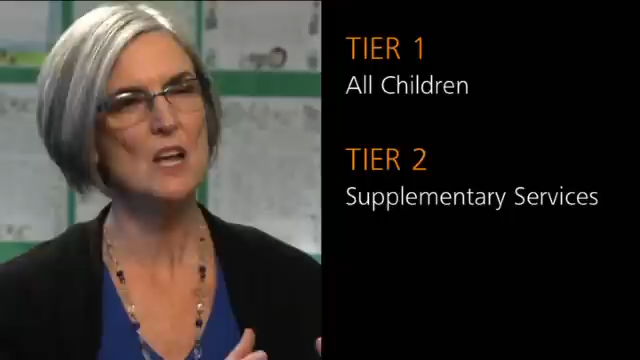 TIER 1
All Children
TIER 2
Supplementary Services